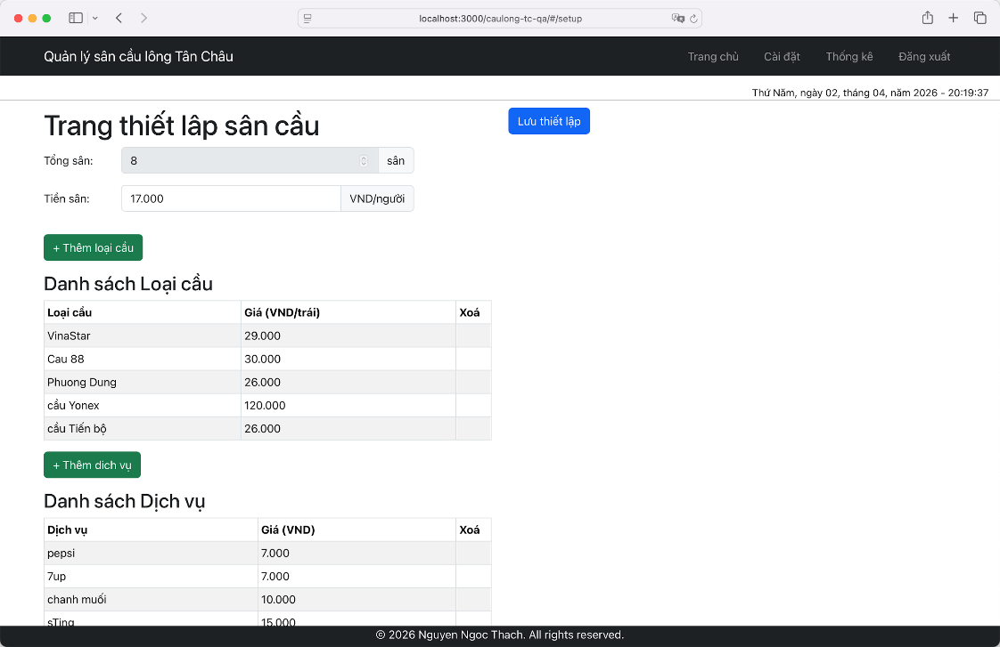 localhost:3000/caulong-tc-qa/#/setup
Quản lý sân cầu lông Tân Châu
Trang chủ
Cài đặt
Thống kê
Đăng xuất
Thứ Năm, ngày 02, tháng 04, năm 2026 - 20:19:37
Trang thiết lâp sân cầu
Lưu thiết lập
Tổng sân:
8
sân
Tiền sân:
17.000
VND/người
+ Thêm loại cầu
Danh sách Loại cầu
Loại cầu Giá (VND/trái) Xoá
VinaStar 29.000
Cau 88 30.000
Phuong Dung 26.000
cầu Yonex 120.000
cầu Tiến bộ 26.000
+ Thêm dich vụ
Danh sách Dịch vụ
Dịch vụ Giá (VND) Xoá
pepsi 7.000
7up 7.000
chanh muối 10.000
sTing 15.000
© 2026 Nguyen Ngoc Thach. All rights reserved.